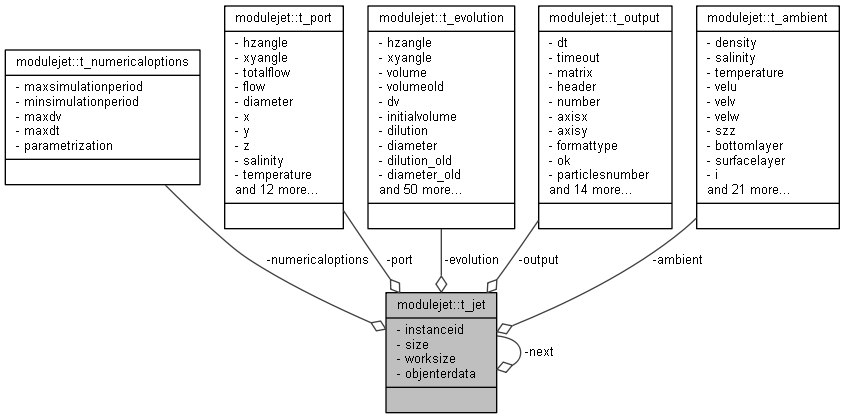 modulejet::t_numericaloptions
- maxsimulationperiod
- minsimulationperiod
- maxdv
- maxdt
- parametrization
modulejet::t_port
- hzangle
- xyangle
- totalflow
- flow
- diameter
- x
- y
- z
- salinity
- temperature
and 12 more...
modulejet::t_evolution
- hzangle
- xyangle
- volume
- volumeold
- dv
- initialvolume
- dilution
- diameter
- dilution_old
- diameter_old
and 50 more...
modulejet::t_output
- dt
- timeout
- matrix
- header
- number
- axisx
- axisy
- formattype
- ok
- particlesnumber
and 14 more...
modulejet::t_ambient
- density
- salinity
- temperature
- velu
- velv
- velw
- szz
- bottomlayer
- surfacelayer
- i
and 21 more...
-numericaloptions
-port
-evolution
-output
-ambient
modulejet::t_jet
- instanceid
- size
- worksize
- objenterdata
-next